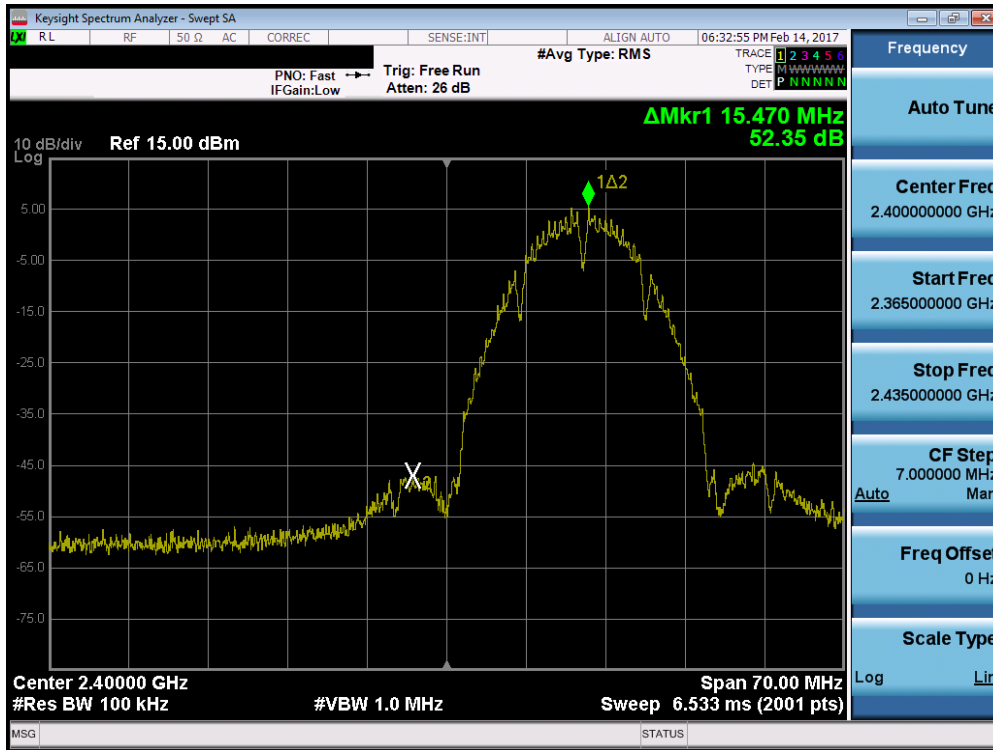 Keysight Spectrum Analyzer - Swept SA
LXI RL RF 50 Ω AC CORREC SENSE:INT ALIGN AUTO 06:32:55 PM Feb 14, 2017
PNO: Fast
IFGain:Low
Trig: Free Run
Atten: 26 dB
#Avg Type: RMS
TRACE 1 2 3 4 5 6
TYPE M WWWWW
DET P N N N N N
ΔMkr1 15.470 MHz
52.35 dB
10 dB/div
Log
Ref 15.00 dBm
1Δ2
5.00
-5.00
-15.0
-25.0
-35.0
-45.0
-55.0
-65.0
-75.0
Center 2.40000 GHz
#Res BW 100 kHz
#VBW 1.0 MHz
Span 70.00 MHz
Sweep 6.533 ms (2001 pts)
MSG STATUS
Frequency
Auto Tune
Center Freq
2.400000000 GHz
Start Freq
2.365000000 GHz
Stop Freq
2.435000000 GHz
CF Step
7.000000 MHz
Auto Man
Freq Offset
0 Hz
Scale Type
Log Lin